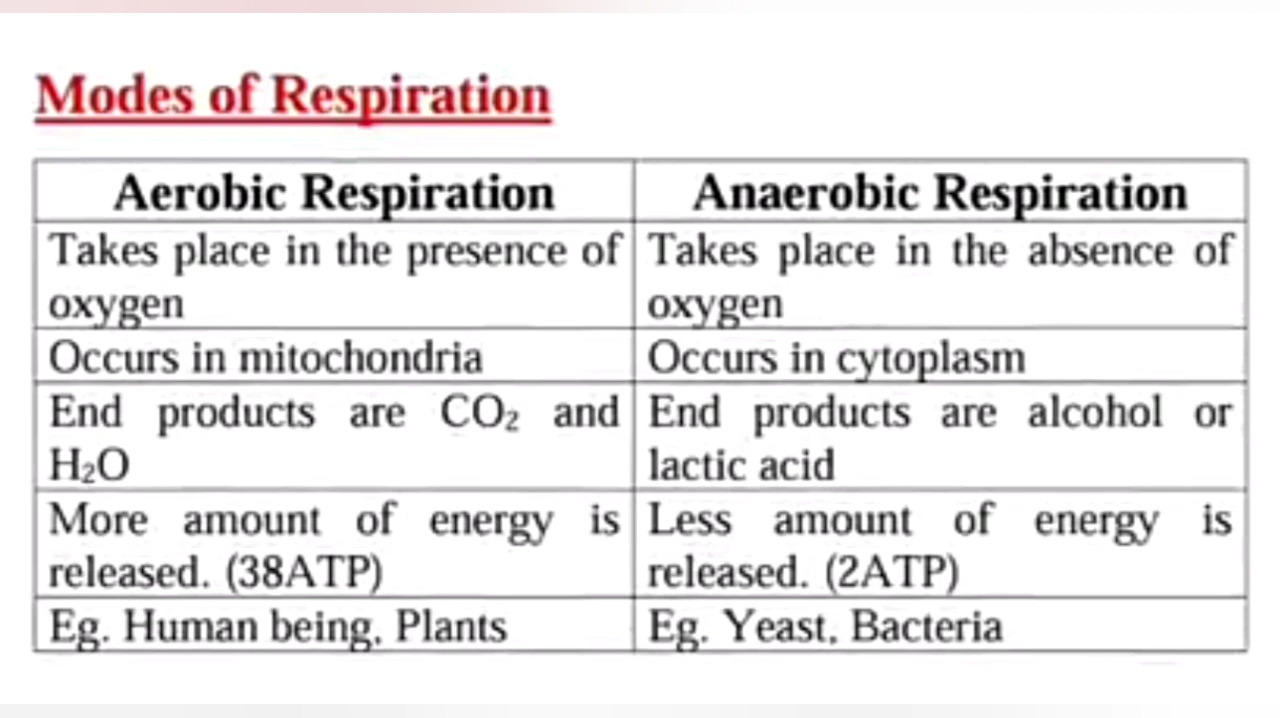 Modes of Respiration
Aerobic Respiration
Anaerobic Respiration
Takes place in the presence of
oxygen
Takes place in the absence of
oxygen
Occurs in mitochondria
Occurs in cytoplasm
End products are CO₂ and
H₂O
End products are alcohol or
lactic acid
More amount of energy is
released. (38ATP)
Less amount of energy is
released. (2ATP)
Eg. Human being, Plants
Eg. Yeast, Bacteria